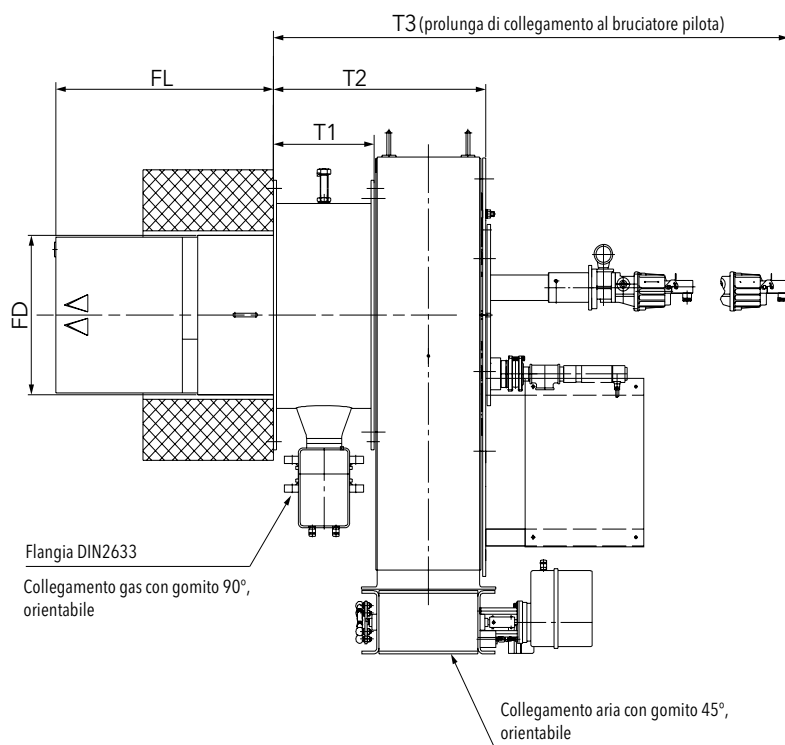 T3 (prolunga di collegamento al bruciatore pilota)
FL
T2
T1
FD
Flangia DIN2633
Collegamento gas con gomito 90°,
orientabile
Collegamento aria con gomito 45°,
orientabile